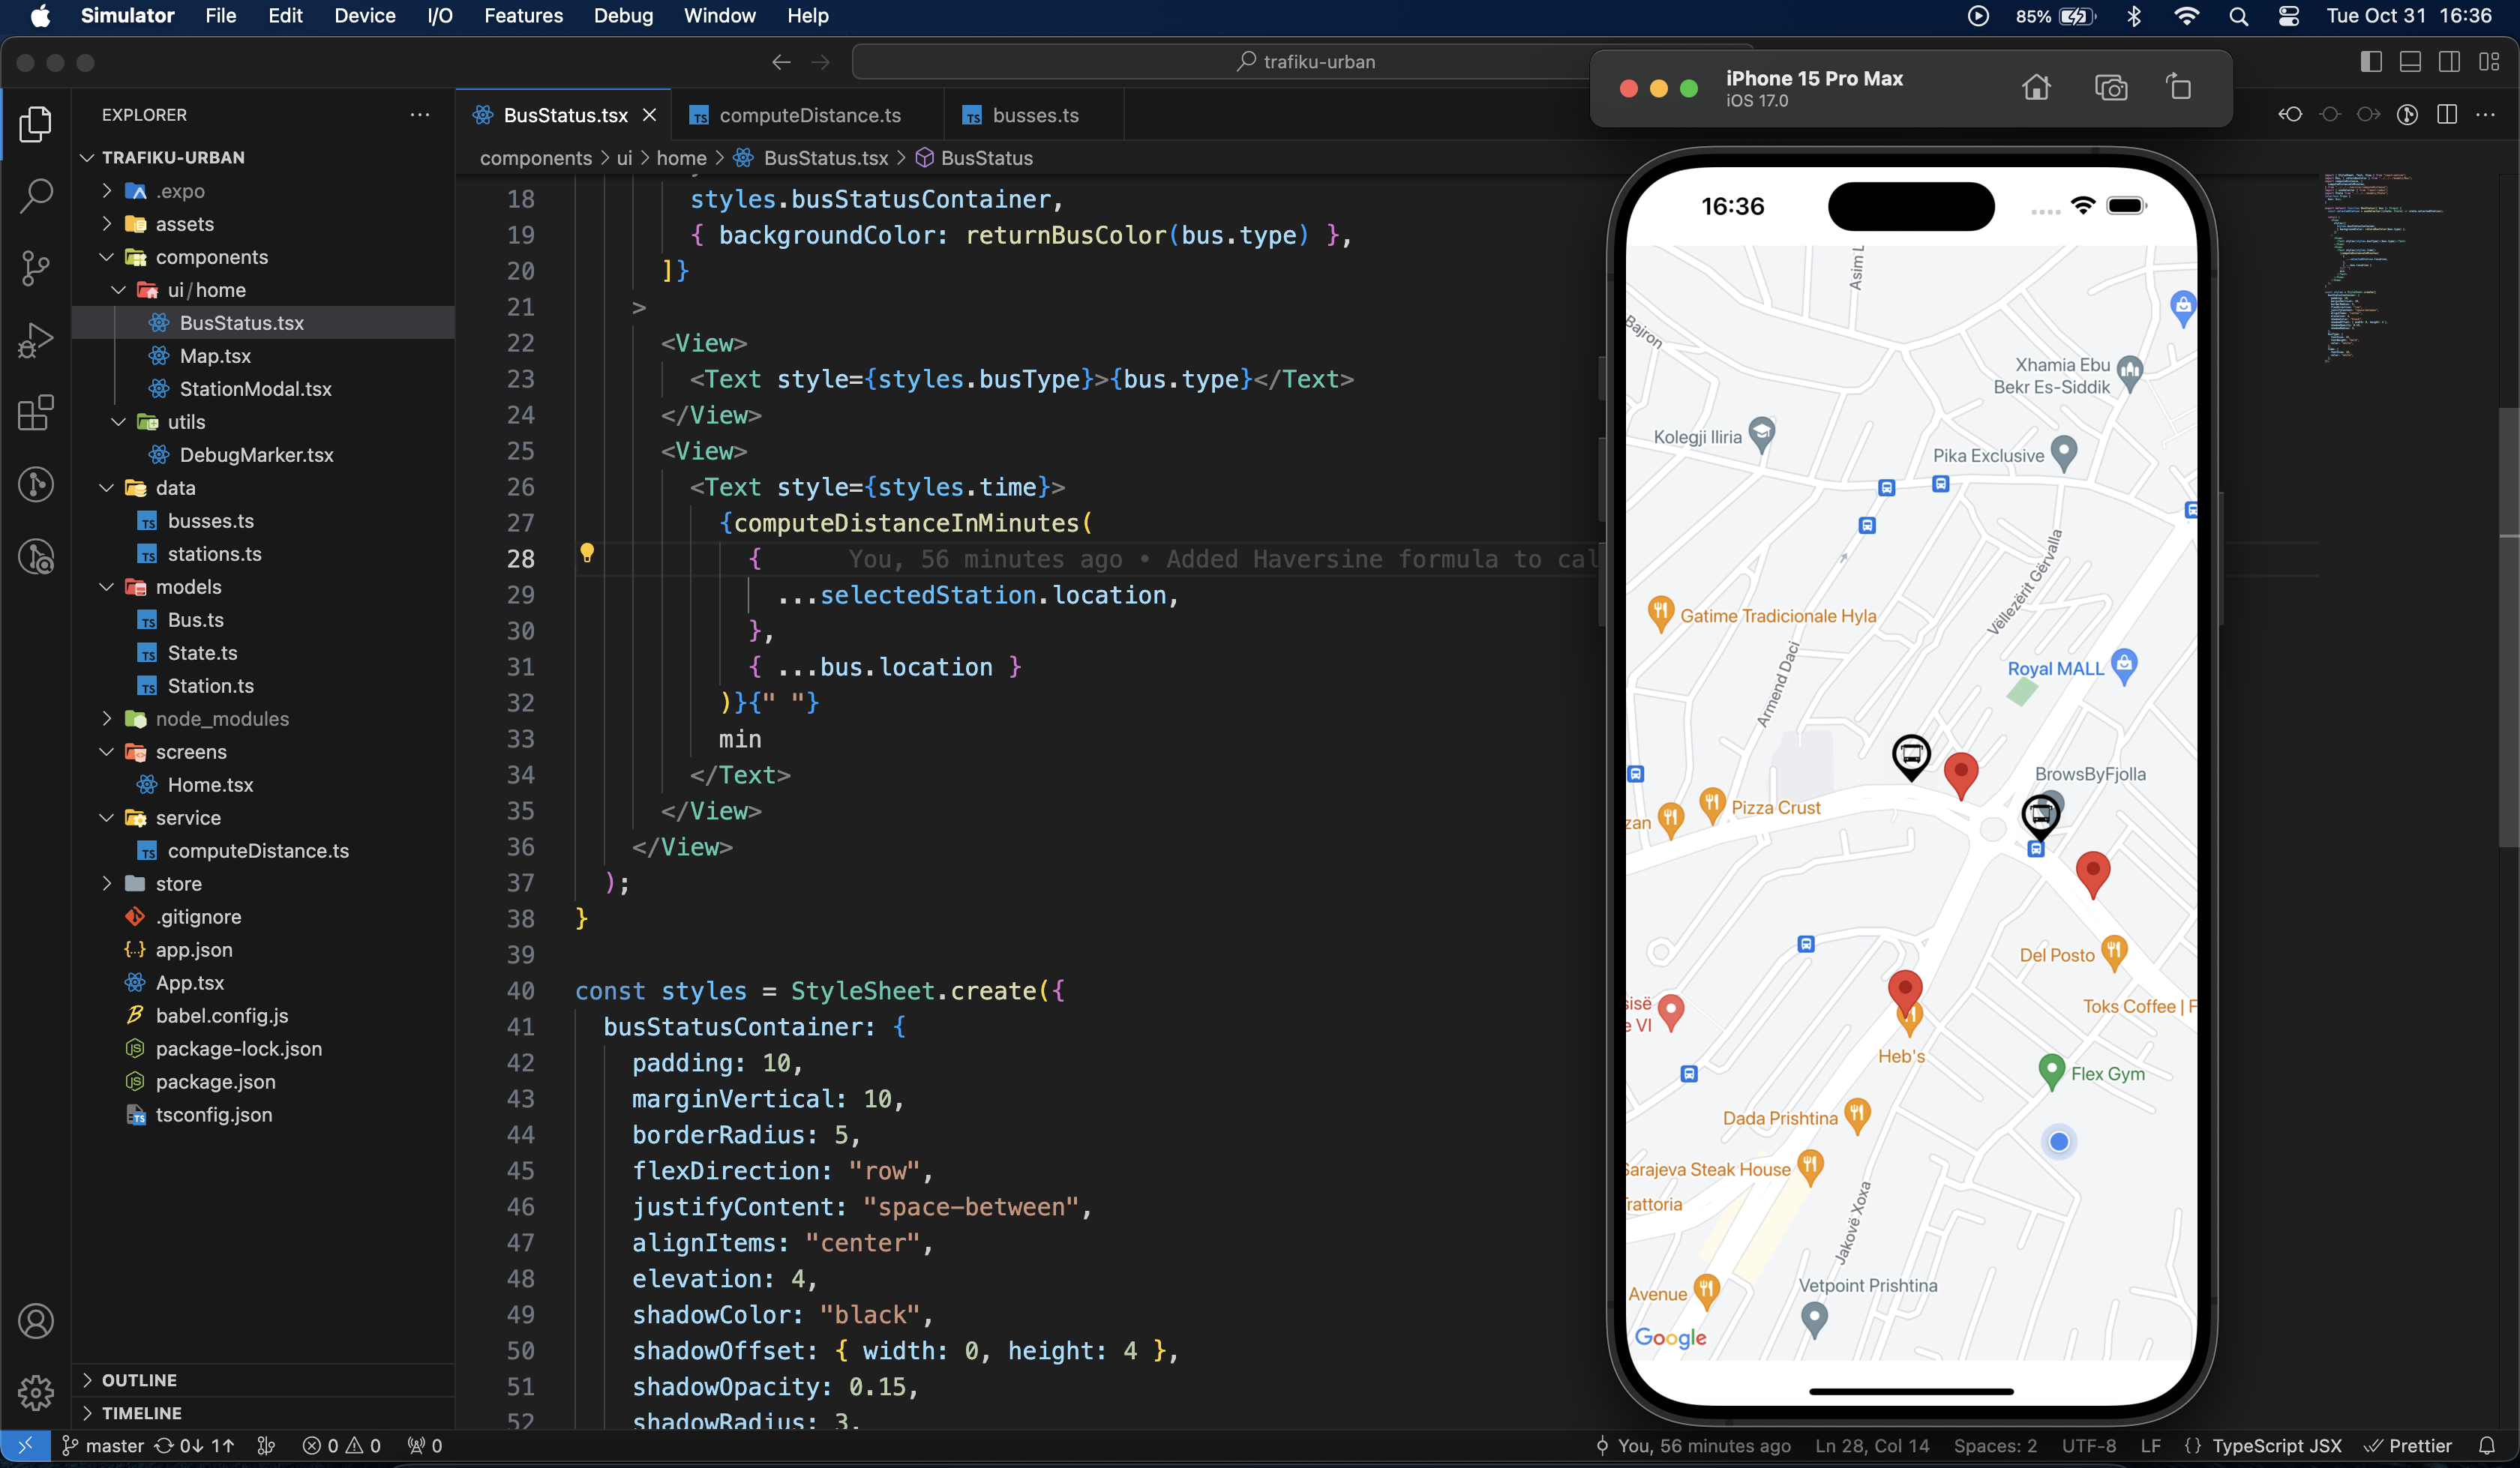 Simulator File Edit Device I/O Features Debug Window Help
85% Tue Oct 31 16:36
trafiku-urban
iPhone 15 Pro Max
iOS 17.0
EXPLORER
BusStatus.tsx
TS computeDistance.ts
TS busses.ts
components > ui > home > BusStatus.tsx > BusStatus
TRAFIKU-URBAN
.expo
assets
components
ui/home
BusStatus.tsx
Map.tsx
StationModal.tsx
utils
DebugMarker.tsx
data
TS busses.ts
TS stations.ts
models
TS Bus.ts
TS State.ts
TS Station.ts
node_modules
screens
Home.tsx
service
TS computeDistance.ts
store
.gitignore
app.json
App.tsx
babel.config.js
package-lock.json
package.json
tsconfig.json
OUTLINE
TIMELINE
18 styles.busStatusContainer,
19 { backgroundColor: returnBusColor(bus.type) },
20 ]}
21 >
22 <View>
23 <Text style={styles.busType}>{bus.type}</Text>
24 </View>
25 <View>
26 <Text style={styles.time}>
27 {computeDistanceInMinutes(
28 { You, 56 minutes ago • Added Haversine formula to cal
29 ...selectedStation.location,
30 },
31 { ...bus.location }
32 )}{" "}
33 min
34 </Text>
35 </View>
36 </View>
37 );
38 }
39
40 const styles = StyleSheet.create({
41 busStatusContainer: {
42 padding: 10,
43 marginVertical: 10,
44 borderRadius: 5,
45 flexDirection: "row",
46 justifyContent: "space-between",
47 alignItems: "center",
48 elevation: 4,
49 shadowColor: "black",
50 shadowOffset: { width: 0, height: 4 },
51 shadowOpacity: 0.15,
52 shadowRadius: 3,
16:36
Asim L
Bajron
Xhamia Ebu
Bekr Es-Siddik
Kolegji Iliria
Pika Exclusive
Vëllezërit Gërvalla
Gatime Tradicionale Hyla
Armend Daci
Royal MALL
BrowsByFjolla
Pizza Crust
zan
Del Posto
Toks Coffee | F
sisë
e VI
Heb's
Flex Gym
Dada Prishtina
Sarajeva Steak House
rattoria
Jakovë Xoxa
Vetpoint Prishtina
Avenue
Google
master 0↓ 1↑ 0 0 0
You, 56 minutes ago Ln 28, Col 14 Spaces: 2 UTF-8 LF {} TypeScript JSX Prettier